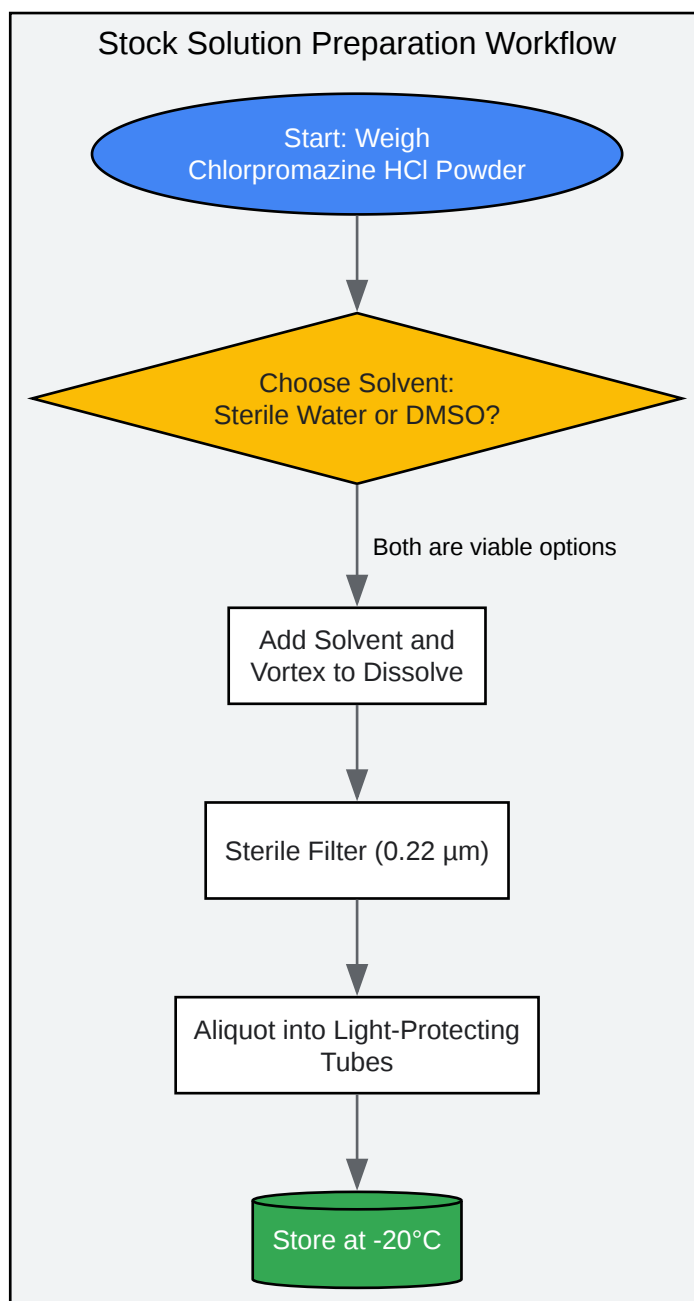 Stock Solution Preparation Workflow
Start: Weigh
Chlorpromazine HCl Powder
Choose Solvent:
Sterile Water or DMSO?
Both are viable options
Add Solvent and
Vortex to Dissolve
Sterile Filter (0.22 µm)
Aliquot into Light-Protecting
Tubes
Store at -20°C